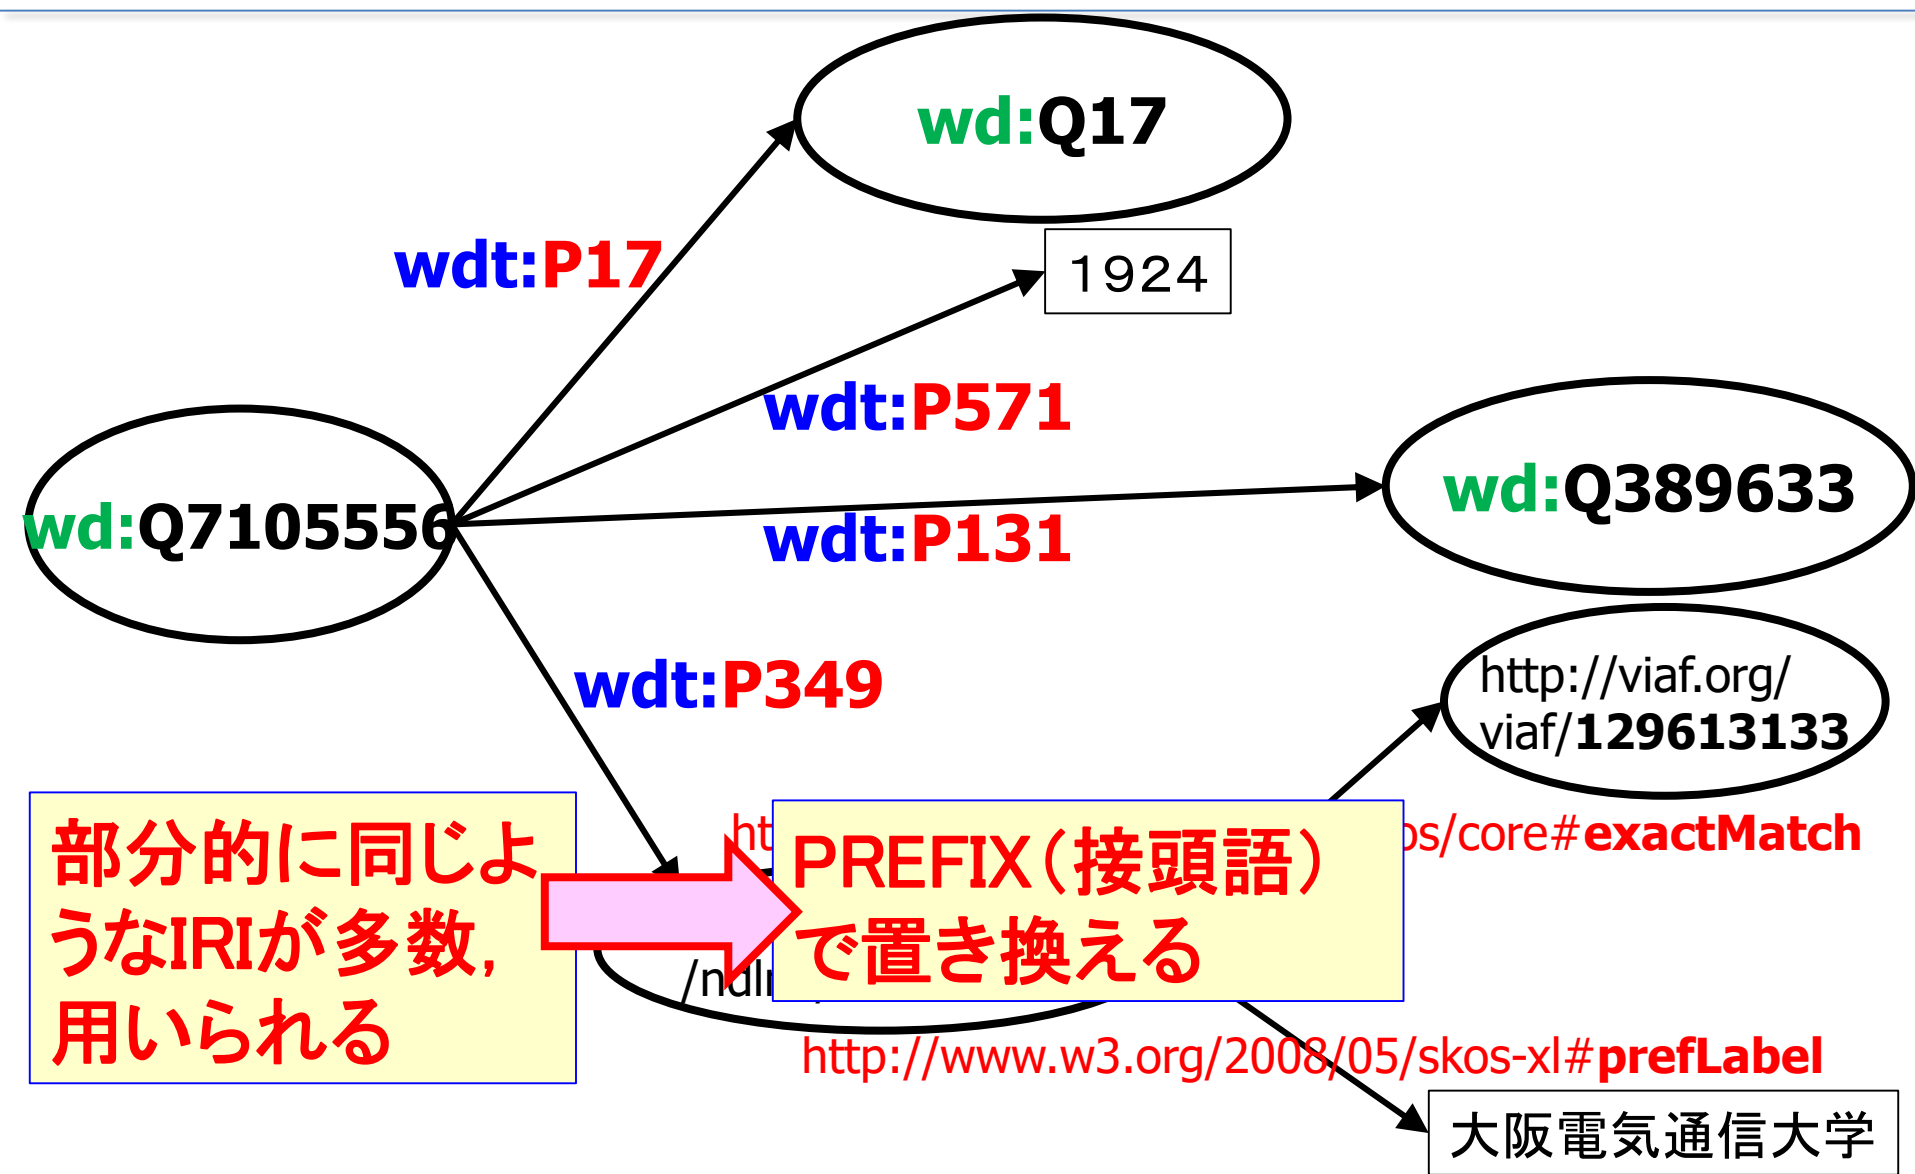 wd:Q17
wdt:P17
1924
wdt:P571
wd:Q7105556
wd:Q389633
wdt:P131
wdt:P349
http://viaf.org/
viaf/129613133
部分的に同じよ
うなIRIが多数,
用いられる
PREFIX(接頭語)
で置き換える
/core#exactMatch
http://www.w3.org/2008/05/skos-xl#prefLabel
大阪電気通信大学